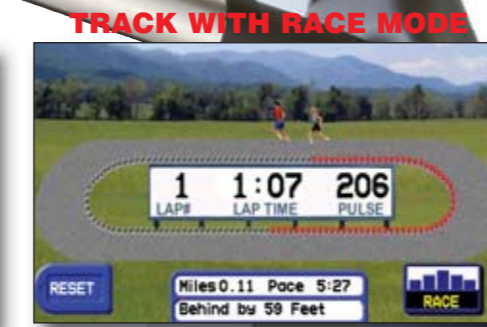 TRACK WITH RACE MODE
1 1:07 206
LAP# LAP TIME PULSE
RESET
Miles 0.11 Pace 5:27
Behind by 59 Feet
RACE